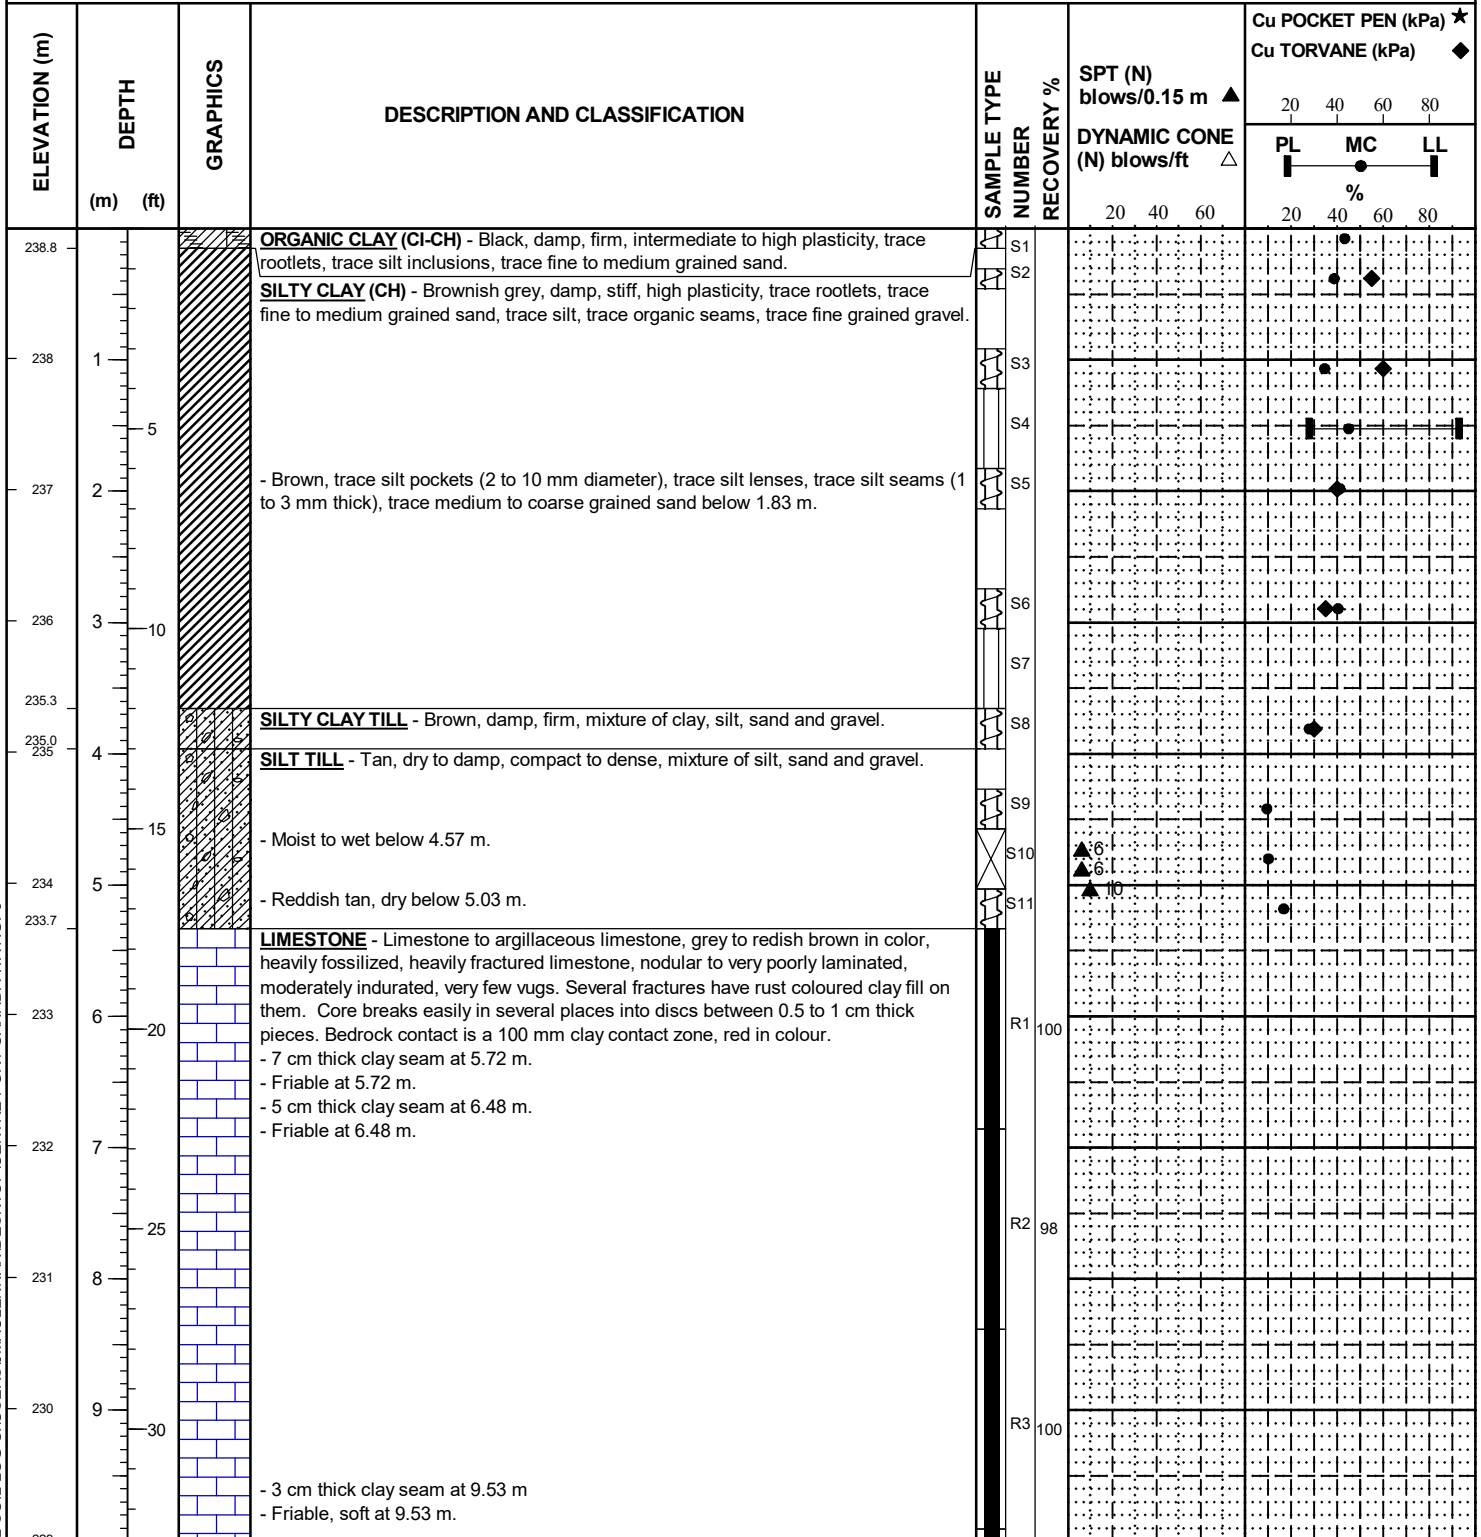 ELEVATION (m)
DEPTH
(m) (ft)
GRAPHICS
DESCRIPTION AND CLASSIFICATION
SAMPLE TYPE
NUMBER
RECOVERY %
SPT (N)
blows/0.15 m
DYNAMIC CONE
(N) blows/ft
20 40 60
Cu POCKET PEN (kPa)
Cu TORVANE (kPa)
20 40 60 80
PL MC LL
%
20 40 60 80
238.8
ORGANIC CLAY (CI-CH) - Black, damp, firm, intermediate to high plasticity, trace
rootlets, trace silt inclusions, trace fine to medium grained sand.
S1
S2
SILTY CLAY (CH) - Brownish grey, damp, stiff, high plasticity, trace rootlets, trace
fine to medium grained sand, trace silt, trace organic seams, trace fine grained gravel.
238 1
S3
5
S4
- Brown, trace silt pockets (2 to 10 mm diameter), trace silt lenses, trace silt seams (1
to 3 mm thick), trace medium to coarse grained sand below 1.83 m.
237 2
S5
236 3 10
S6
S7
235.3
SILTY CLAY TILL - Brown, damp, firm, mixture of clay, silt, sand and gravel.
S8
235.0
235 4
SILT TILL - Tan, dry to damp, compact to dense, mixture of silt, sand and gravel.
S9
15
- Moist to wet below 4.57 m.
S10
6
6
10
234 5
- Reddish tan, dry below 5.03 m.
S11
233.7
LIMESTONE - Limestone to argillaceous limestone, grey to redish brown in color,
heavily fossilized, heavily fractured limestone, nodular to very poorly laminated,
moderately indurated, very few vugs. Several fractures have rust coloured clay fill on
them. Core breaks easily in several places into discs between 0.5 to 1 cm thick
pieces. Bedrock contact is a 100 mm clay contact zone, red in colour.
233 6 20
R1 100
- 7 cm thick clay seam at 5.72 m.
- Friable at 5.72 m.
- 5 cm thick clay seam at 6.48 m.
- Friable at 6.48 m.
232 7
25
R2 98
231 8
230 9 30
R3 100
- 3 cm thick clay seam at 9.53 m
- Friable, soft at 9.53 m.